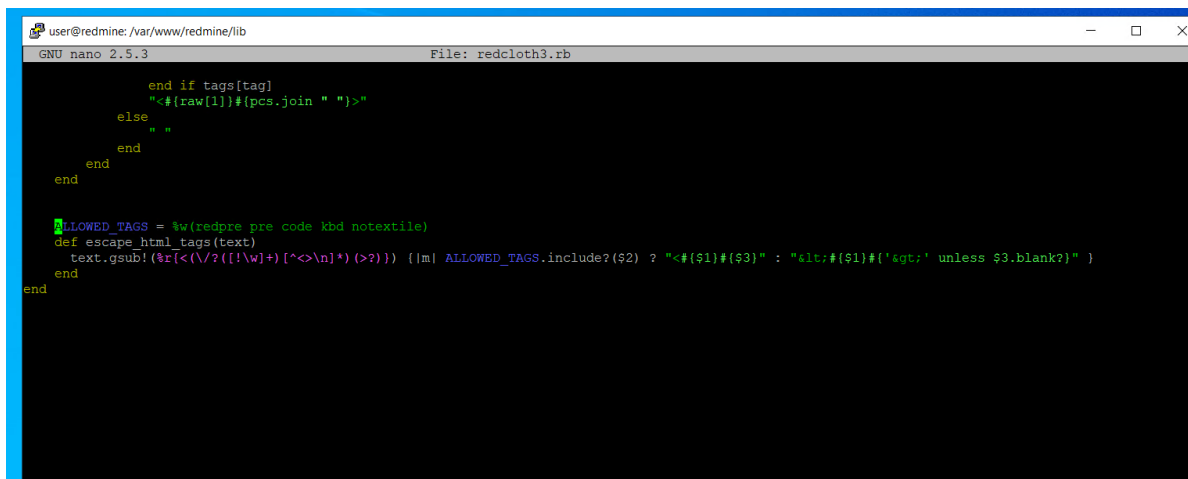 user@redmine: /var/www/redmine/lib
GNU nano 2.5.3 File: redcloth3.rb
end if tags[tag]
"<#{raw[1]}#{pcs.join " "}>"
else
" "
end
end
end
ALLOWED_TAGS = %w(redpre pre code kbd notextile)
def escape_html_tags(text)
text.gsub!(%r{<(\/?([!\w]+)[^<>\n]*)(>?)}) {|m| ALLOWED_TAGS.include?($2) ? "<#{$1}#{$3}" : "&lt;#{$1}#{'&gt;' unless $3.blank?}" }
end
end